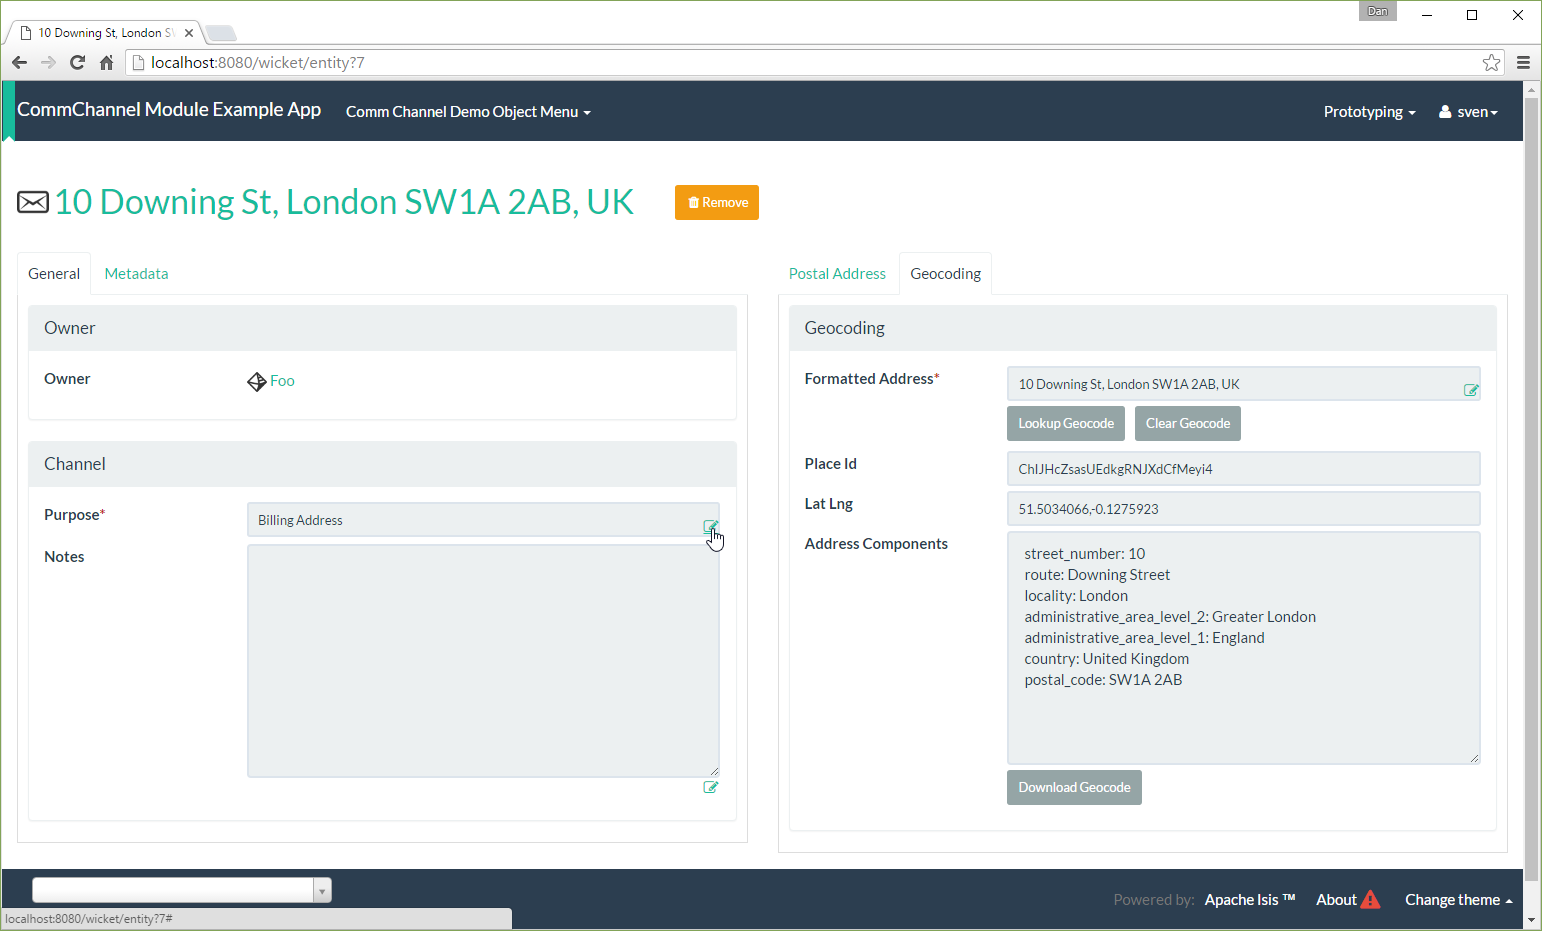 Dan
10 Downing St, London S
localhost:8080/wicket/entity?7
CommChannel Module Example App
Comm Channel Demo Object Menu
Prototyping
sven
10 Downing St, London SW1A 2AB, UK
Remove
General
Metadata
Owner
Owner
Foo
Channel
Purpose*
Billing Address
Notes
Postal Address
Geocoding
Geocoding
Formatted Address*
10 Downing St, London SW1A 2AB, UK
Lookup Geocode
Clear Geocode
Place Id
ChIJHcZsasUEdkgRNJXdCfMeyi4
Lat Lng
51.5034066,-0.1275923
Address Components
street_number: 10
route: Downing Street
locality: London
administrative_area_level_2: Greater London
administrative_area_level_1: England
country: United Kingdom
postal_code: SW1A 2AB
Download Geocode
Powered by:
Apache Isis ™
About
Change theme
localhost:8080/wicket/entity?7#